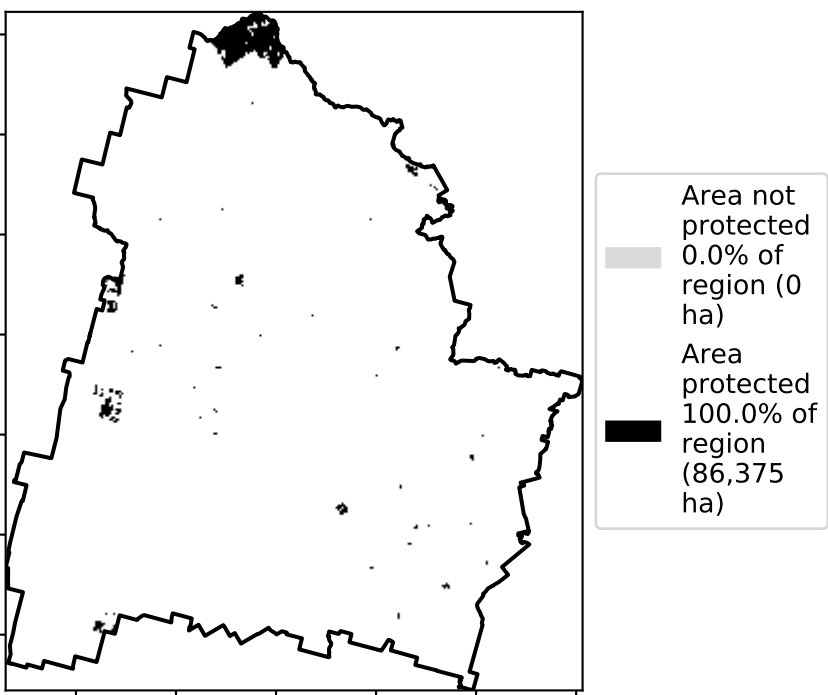 Area not
protected
0.0% of
region (0
ha)
Area
protected
100.0% of
region
(86,375
ha)